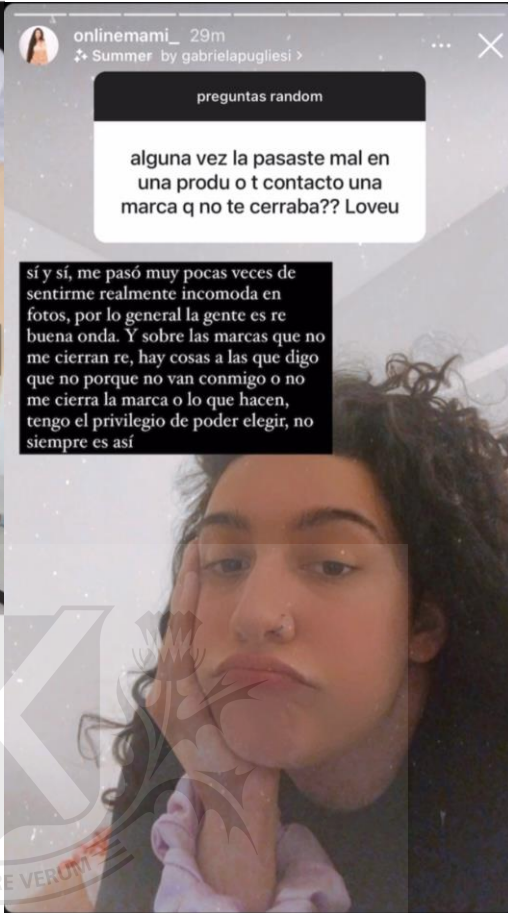 onlinemami_ 29m
Summer by gabrielapugliesi >
preguntas random
alguna vez la pasaste mal en
una produ o t contacto una
marca q no te cerraba?? Loveu
sí y sí, me pasó muy pocas veces de
sentirme realmente incomoda en
fotos, por lo general la gente es re
buena onda. Y sobre las marcas que no
me cierran re, hay cosas a las que digo
que no porque no van conmigo o no
me cierra la marca o lo que hacen,
tengo el privilegio de poder elegir, no
siempre es así
RE VERUM